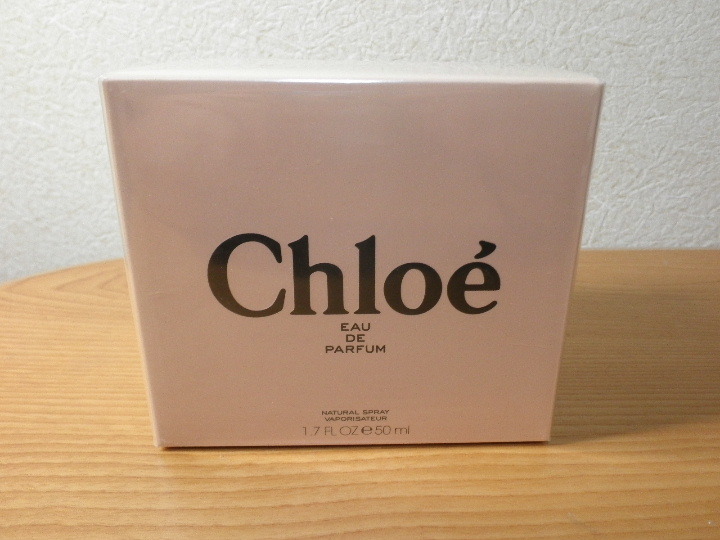 Chloé
EAU
DE
PARFUM
NATURAL SPRAY
VAPORISATEUR
1.7 FL OZ ℮ 50 ml